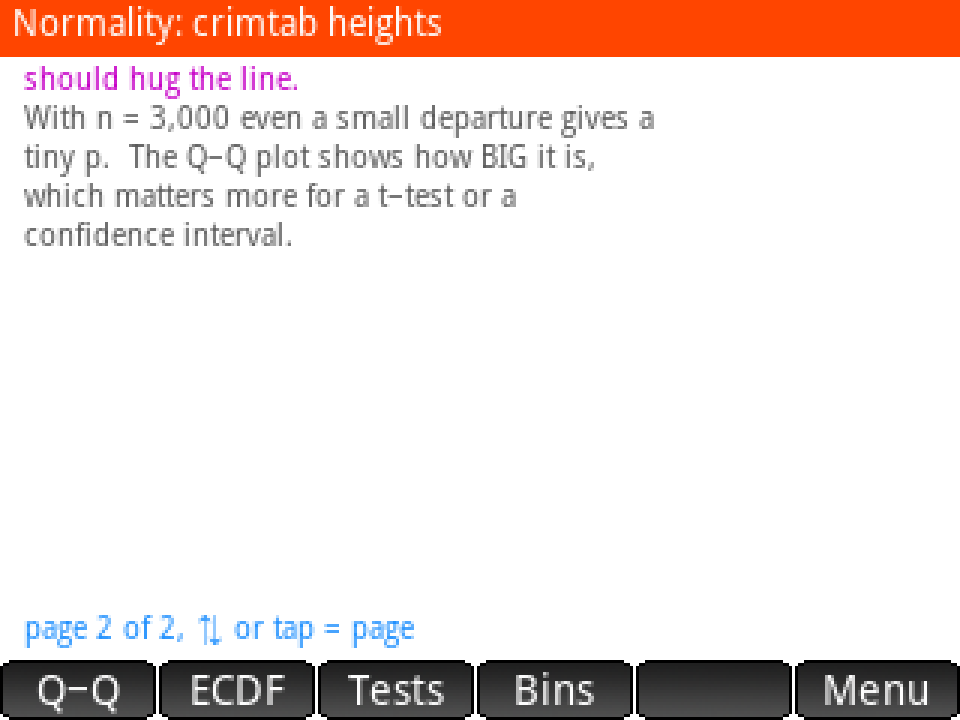 Normality: crimtab heights
should hug the line.
With n = 3,000 even a small departure gives a
tiny p.  The Q−Q plot shows how BIG it is,
which matters more for a t−test or a
confidence interval.
page 2 of 2, ↑↓ or tap = page
Q−Q
ECDF
Tests
Bins
Menu